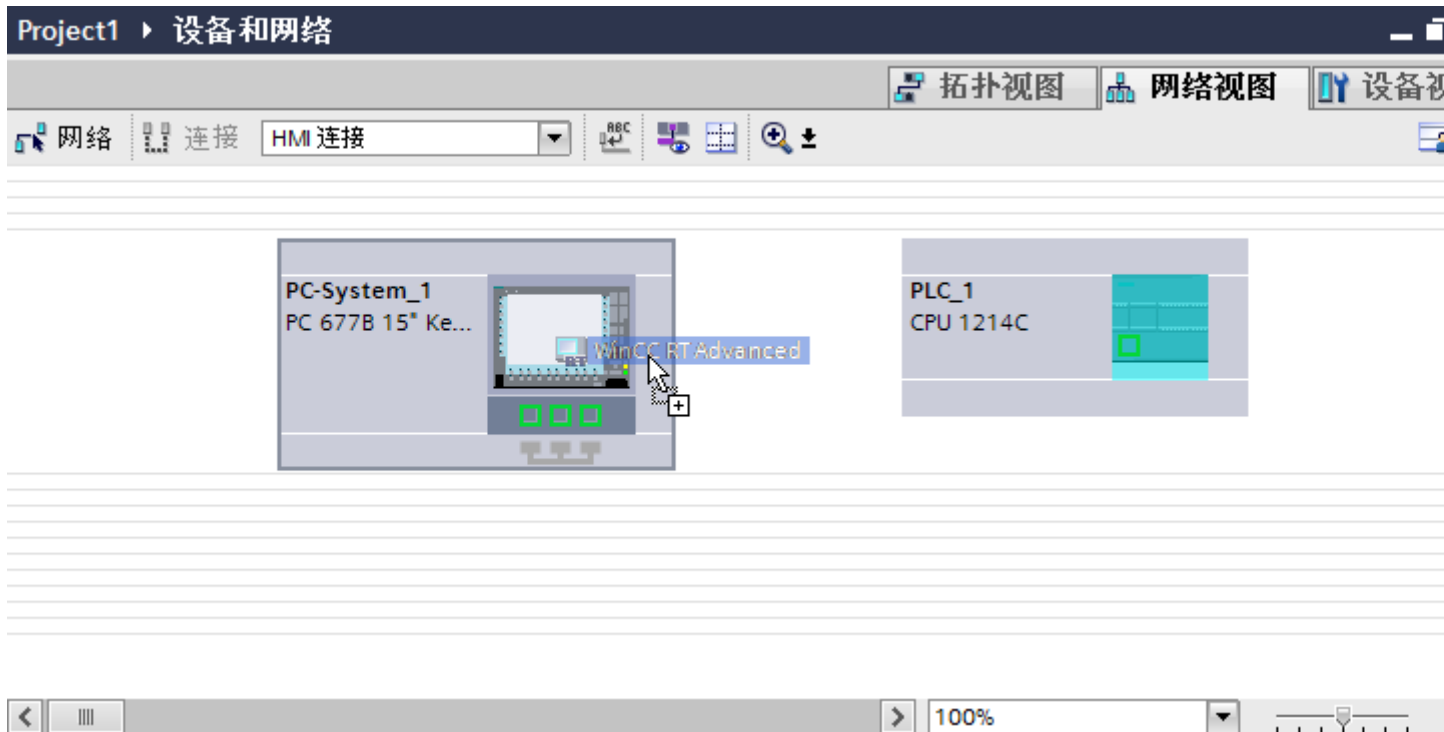 Project1 ▸ 设备和网络
拓扑视图 网络视图 设备视
网络 连接 HMI 连接
PC-System_1
PC 677B 15" Ke...
WinCC RT Advanced
PLC_1
CPU 1214C
100%